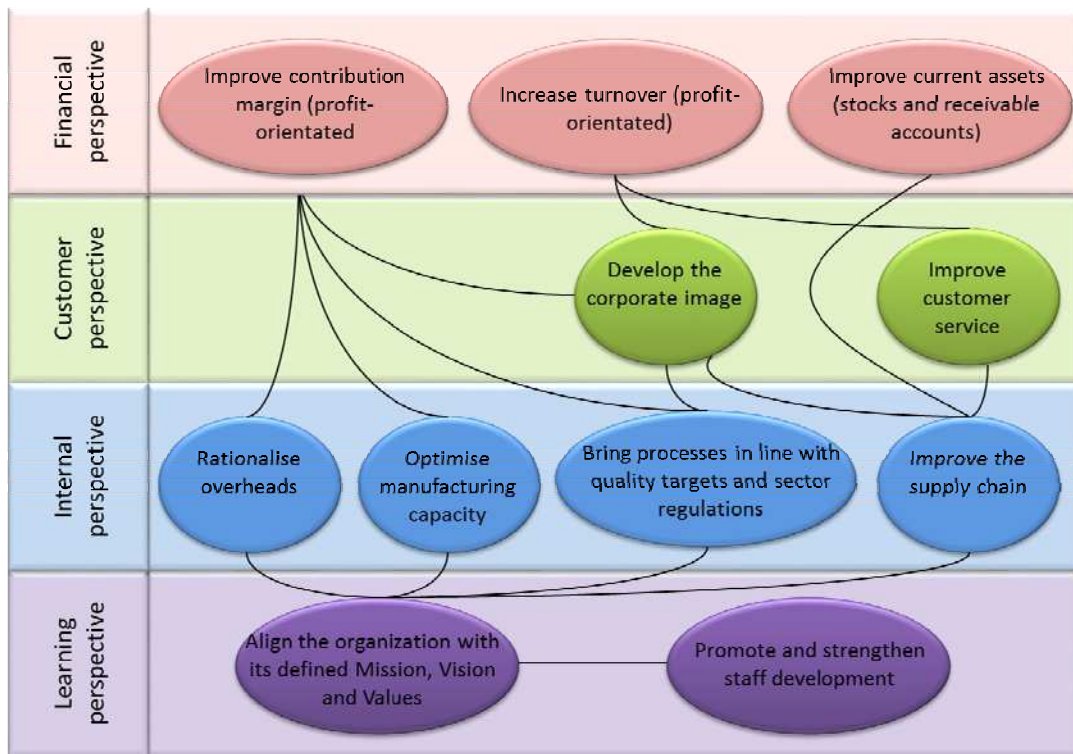 Financial
perspective
Improve contribution
margin (profit-
orientated
Increase turnover (profit-
orientated)
Improve current assets
(stocks and receivable
accounts)
Customer
perspective
Develop the
corporate image
Improve
customer
service
Internal
perspective
Rationalise
overheads
Optimise
manufacturing
capacity
Bring processes in line with
quality targets and sector
regulations
Improve the
supply chain
Learning
perspective
Align the organization with
its defined Mission, Vision
and Values
Promote and strengthen
staff development